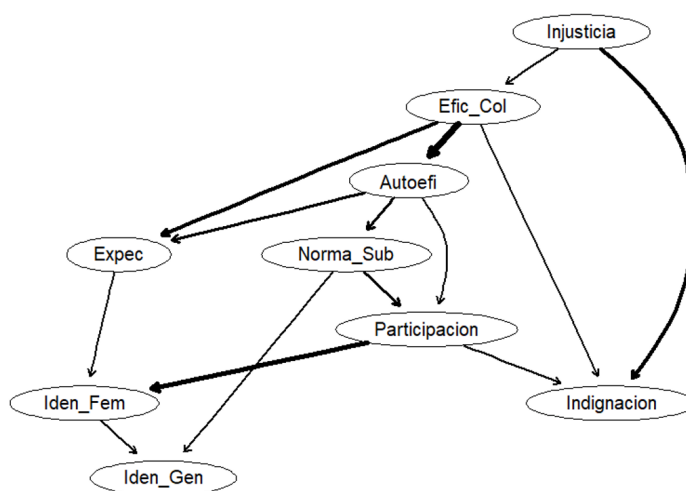 Injusticia
Efic_Col
Autoefi
Expec
Norma_Sub
Participacion
Iden_Fem
Indignacion
Iden_Gen